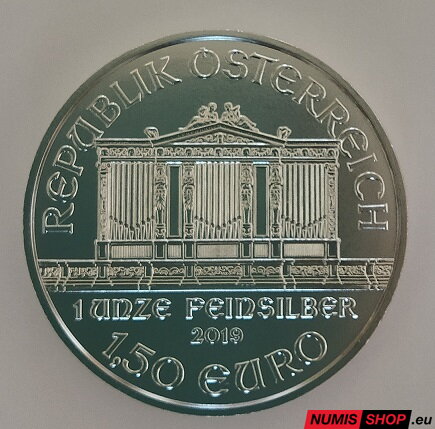 REPUBLIK ÖSTERREICH
1 UNZE FEINSILBER
2019
1,50 EURO
NUMIS SHOP.eu